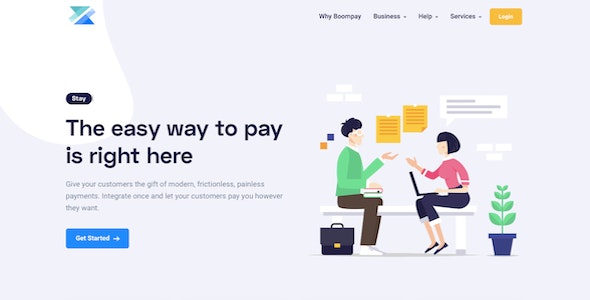 Why Boompay Business Help Services Login
Stay
The easy way to pay
is right here
Give your customers the gift of modern, frictionless, painless
payments. Integrate once and let your customers pay you however
they want.
Get Started